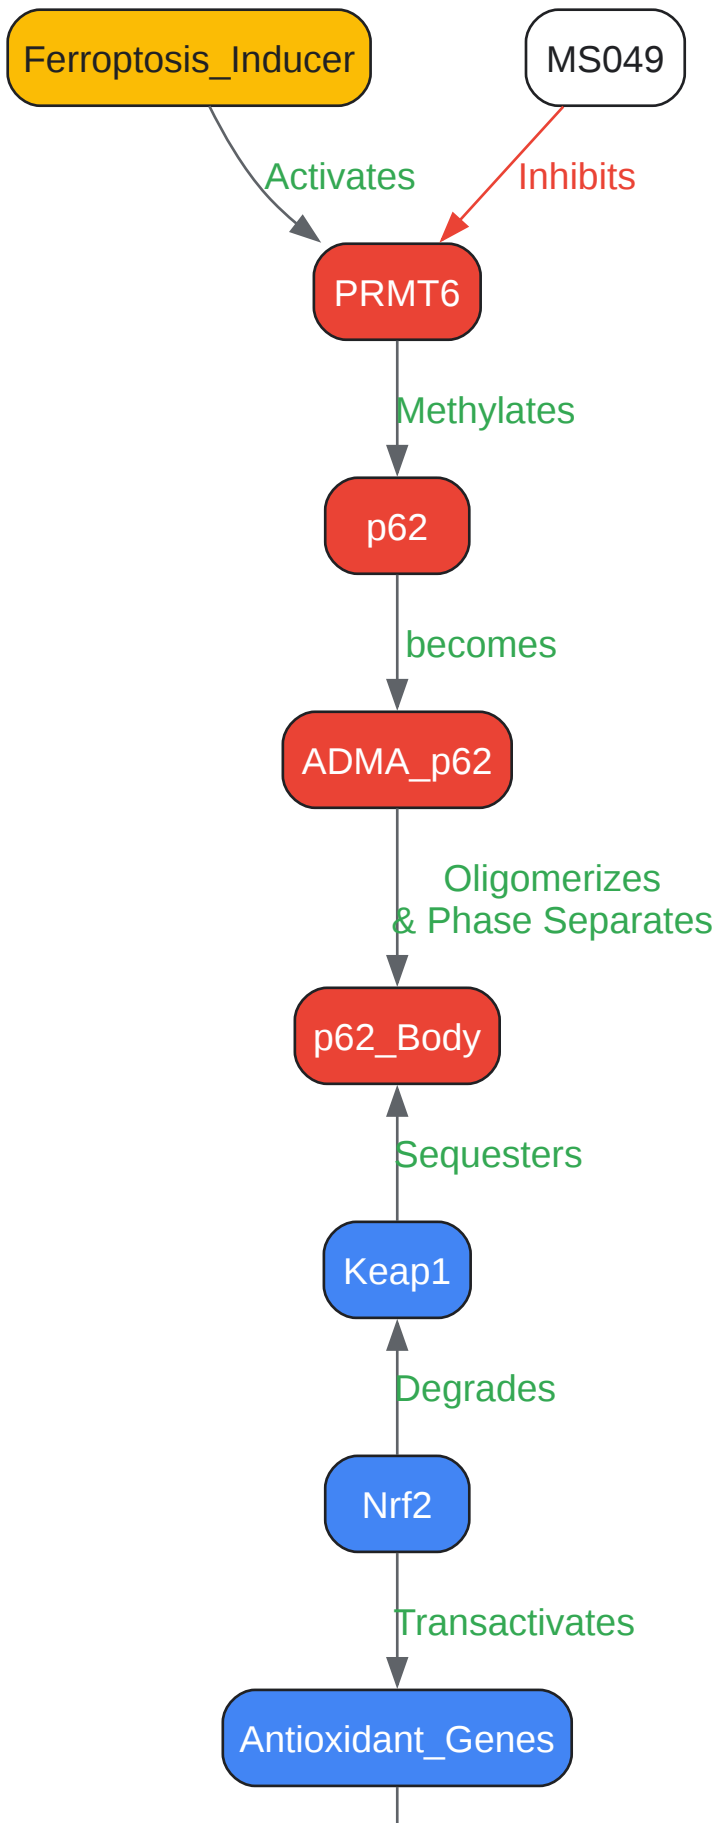 Ferroptosis_Inducer
MS049
Activates
Inhibits
PRMT6
Methylates
p62
becomes
ADMA_p62
Oligomerizes
& Phase Separates
p62_Body
Sequesters
Keap1
Degrades
Nrf2
Transactivates
Antioxidant_Genes